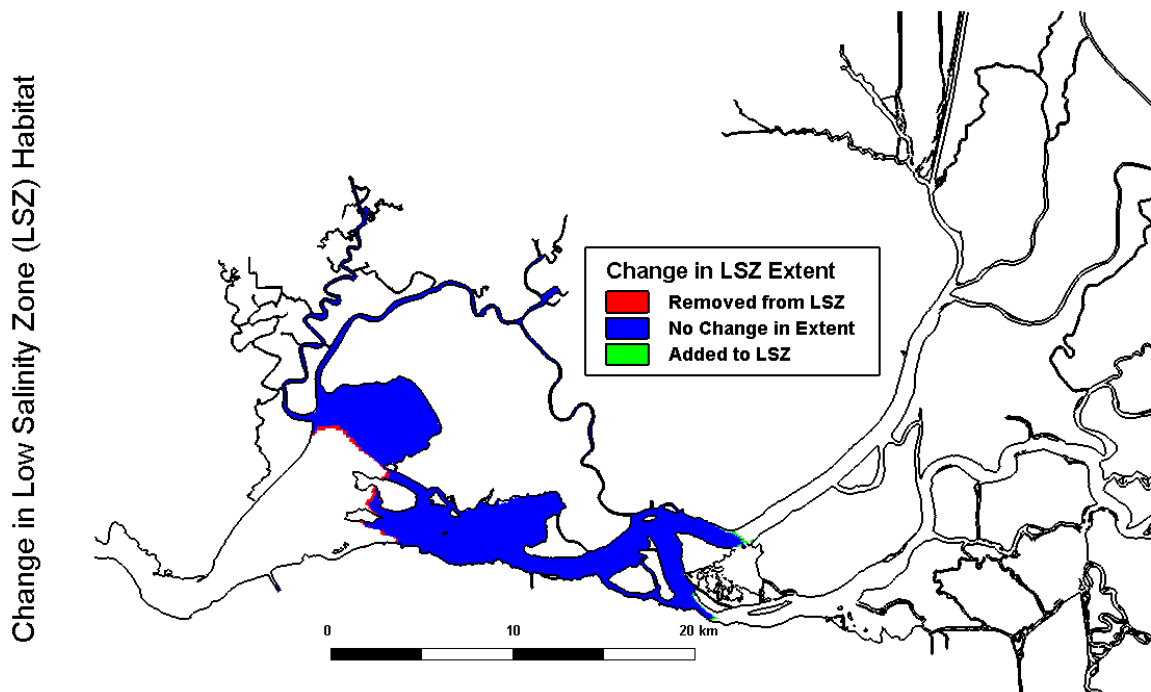 Change in Low Salinity Zone (LSZ) Habitat
Change in LSZ Extent
Removed from LSZ
No Change in Extent
Added to LSZ
0 10 20 km